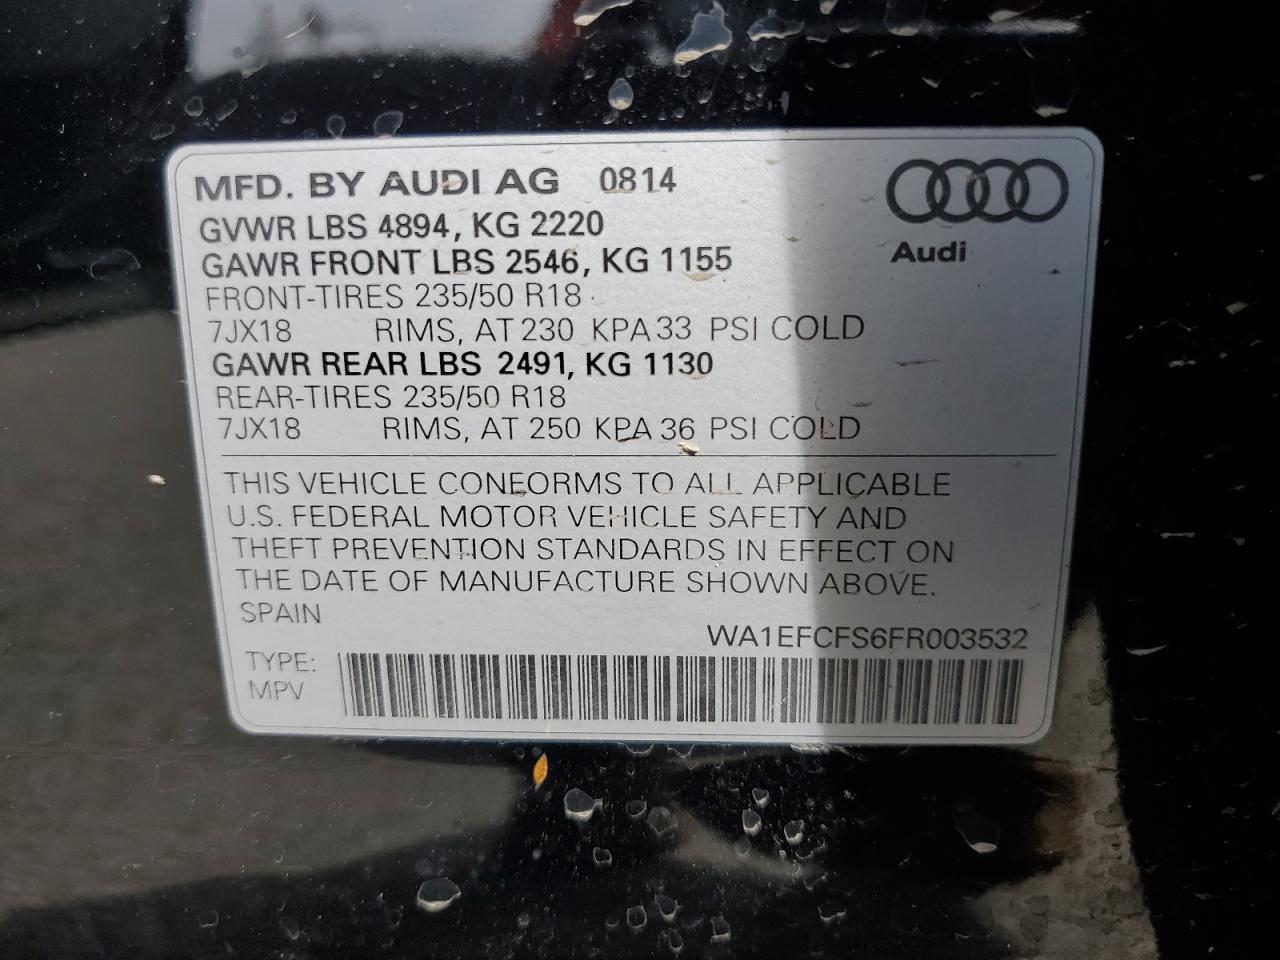 MFD. BY AUDI AG 0814
Audi
GVWR LBS 4894, KG 2220
GAWR FRONT LBS 2546, KG 1155
FRONT-TIRES 235/50 R18
7JX18 RIMS, AT 230 KPA 33 PSI COLD
GAWR REAR LBS 2491, KG 1130
REAR-TIRES 235/50 R18
7JX18 RIMS, AT 250 KPA 36 PSI COLD
THIS VEHICLE CONFORMS TO ALL APPLICABLE
U.S. FEDERAL MOTOR VEHICLE SAFETY AND
THEFT PREVENTION STANDARDS IN EFFECT ON
THE DATE OF MANUFACTURE SHOWN ABOVE.
SPAIN
WA1EFCFS6FR003532
TYPE:
MPV